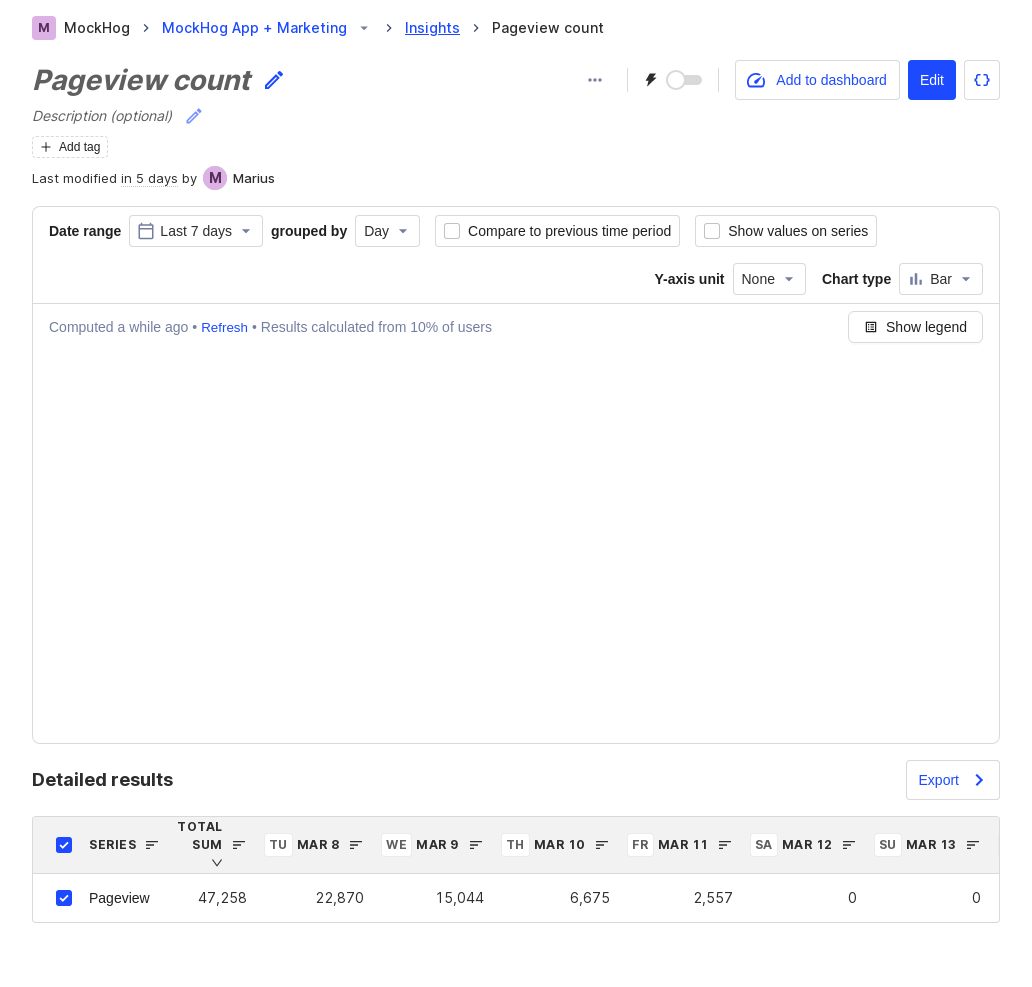 M MockHog MockHog App + Marketing Insights Pageview count
Pageview count
Add to dashboard Edit
Description (optional)
Add tag
Last modified in 5 days by M Marius
Date range Last 7 days grouped by Day Compare to previous time period Show values on series
Y-axis unit None Chart type Bar
Computed a while ago • Refresh • Results calculated from 10% of users Show legend
Detailed results Export
SERIES TOTAL SUM TU MAR 8 WE MAR 9 TH MAR 10 FR MAR 11 SA MAR 12 SU MAR 13
Pageview 47,258 22,870 15,044 6,675 2,557 0 0